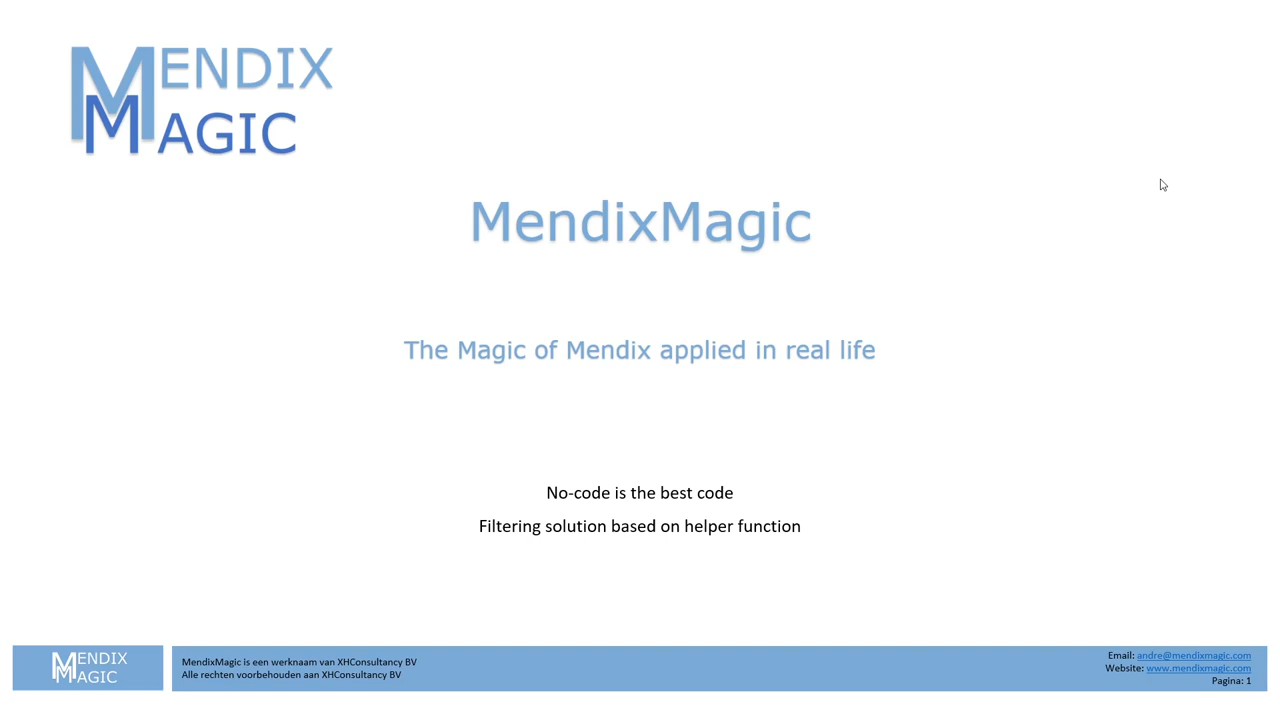 MENDIX
MAGIC
MendixMagic
The Magic of Mendix applied in real life
No-code is the best code
Filtering solution based on helper function
MENDIX
MAGIC
MendixMagic is een werknaam van XHConsultancy BV
Alle rechten voorbehouden aan XHConsultancy BV
Email: andre@mendixmagic.com
Website: www.mendixmagic.com
Pagina: 1